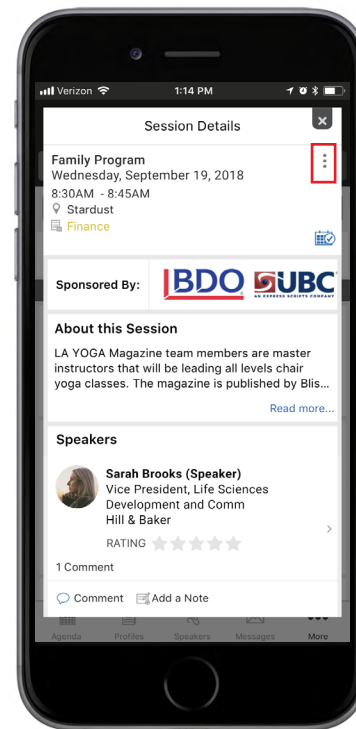 Verizon 1:14 PM
Session Details
Family Program
Wednesday, September 19, 2018
8:30AM - 8:45AM
Stardust
Finance
Sponsored By: BDO UBC
AN EXPRESS SCRIPTS COMPANY
About this Session
LA YOGA Magazine team members are master
instructors that will be leading all levels chair
yoga classes. The magazine is published by Blis...
Read more...
Speakers
Sarah Brooks (Speaker)
Vice President, Life Sciences
Development and Comm
Hill & Baker
RATING
1 Comment
Comment Add a Note
Agenda Profiles Speakers Messages More